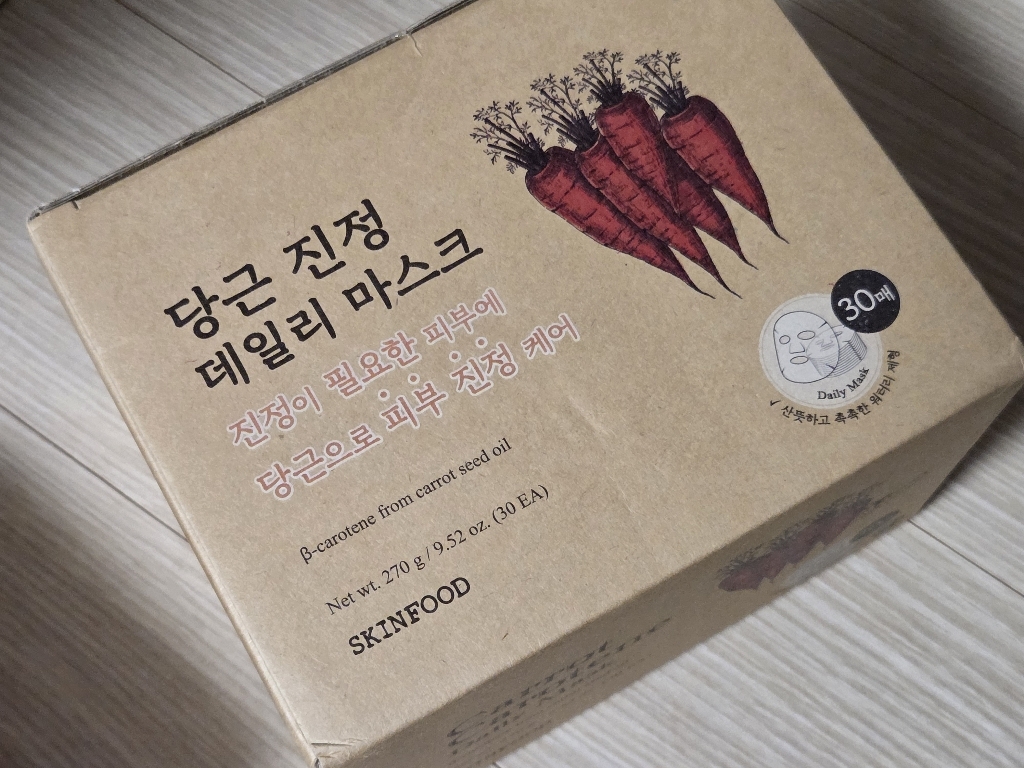 당근 진정
데일리 마스크
진정이 필요한 피부에
당근으로 피부 진정 케어
β-carotene from carrot seed oil
Net wt. 270 g / 9.52 oz. (30 EA)
SKINFOOD
30매
Daily Mask
✓ 산뜻하고 촉촉한 워터리 제형
Carrot
Carotene